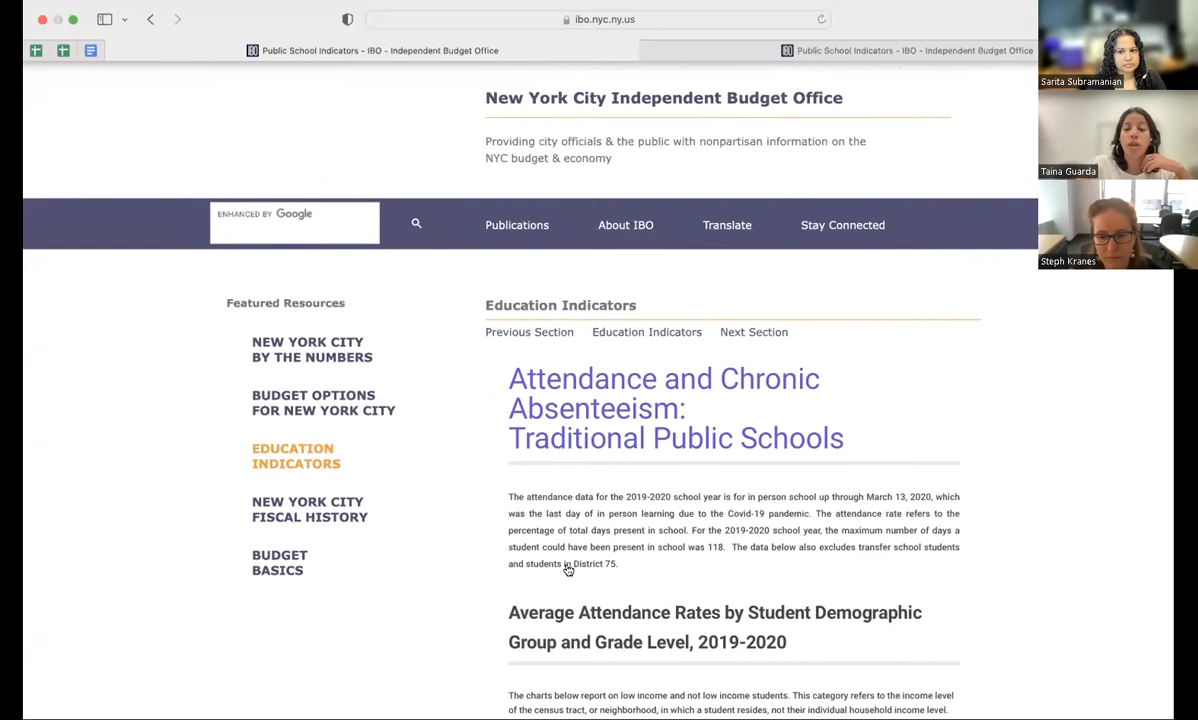 ibo.nyc.ny.us
Public School Indicators - IBO - Independent Budget Office
Public School Indicators - IBO - Independent Budget Office
Sarita Subramanian
Taina Guarda
Steph Kranes
New York City Independent Budget Office
Providing city officials & the public with nonpartisan information on the
NYC budget & economy
ENHANCED BY Google
Publications
About IBO
Translate
Stay Connected
Featured Resources
NEW YORK CITY
BY THE NUMBERS
BUDGET OPTIONS
FOR NEW YORK CITY
EDUCATION
INDICATORS
NEW YORK CITY
FISCAL HISTORY
BUDGET
BASICS
Education Indicators
Previous Section Education Indicators Next Section
Attendance and Chronic
Absenteeism:
Traditional Public Schools
The attendance data for the 2019-2020 school year is for in person school up through March 13, 2020, which
was the last day of in person learning due to the Covid-19 pandemic. The attendance rate refers to the
percentage of total days present in school. For the 2019-2020 school year, the maximum number of days a
student could have been present in school was 118. The data below also excludes transfer school students
and students in District 75.
Average Attendance Rates by Student Demographic
Group and Grade Level, 2019-2020
The charts below report on low income and not low income students. This category refers to the income level
of the census tract, or neighborhood, in which a student resides, not their individual household income level.